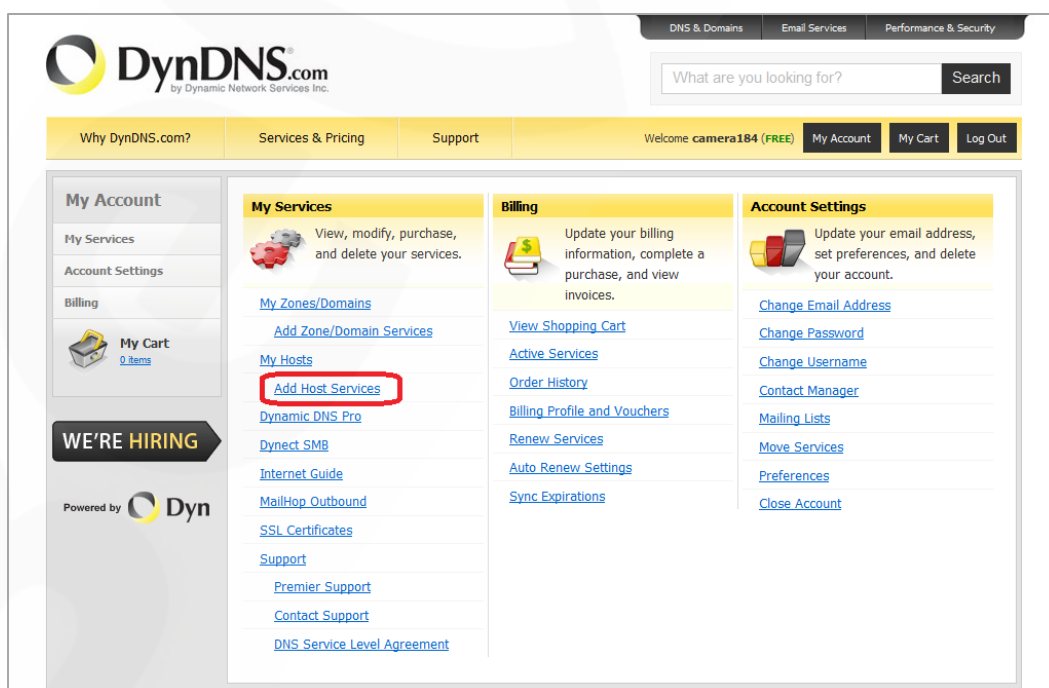 DNS & Domains Email Services Performance & Security
DynDNS.com
by Dynamic Network Services Inc.
What are you looking for? Search
Why DynDNS.com? Services & Pricing Support Welcome camera184 (FREE) My Account My Cart Log Out
My Account
My Services
Account Settings
Billing
My Cart
0 items
WE'RE HIRING
Powered by Dyn
My Services
View, modify, purchase,
and delete your services.
My Zones/Domains
Add Zone/Domain Services
My Hosts
Add Host Services
Dynamic DNS Pro
Dynect SMB
Internet Guide
MailHop Outbound
SSL Certificates
Support
Premier Support
Contact Support
DNS Service Level Agreement
Billing
Update your billing
information, complete a
purchase, and view
invoices.
View Shopping Cart
Active Services
Order History
Billing Profile and Vouchers
Renew Services
Auto Renew Settings
Sync Expirations
Account Settings
Update your email address,
set preferences, and delete
your account.
Change Email Address
Change Password
Change Username
Contact Manager
Mailing Lists
Move Services
Preferences
Close Account